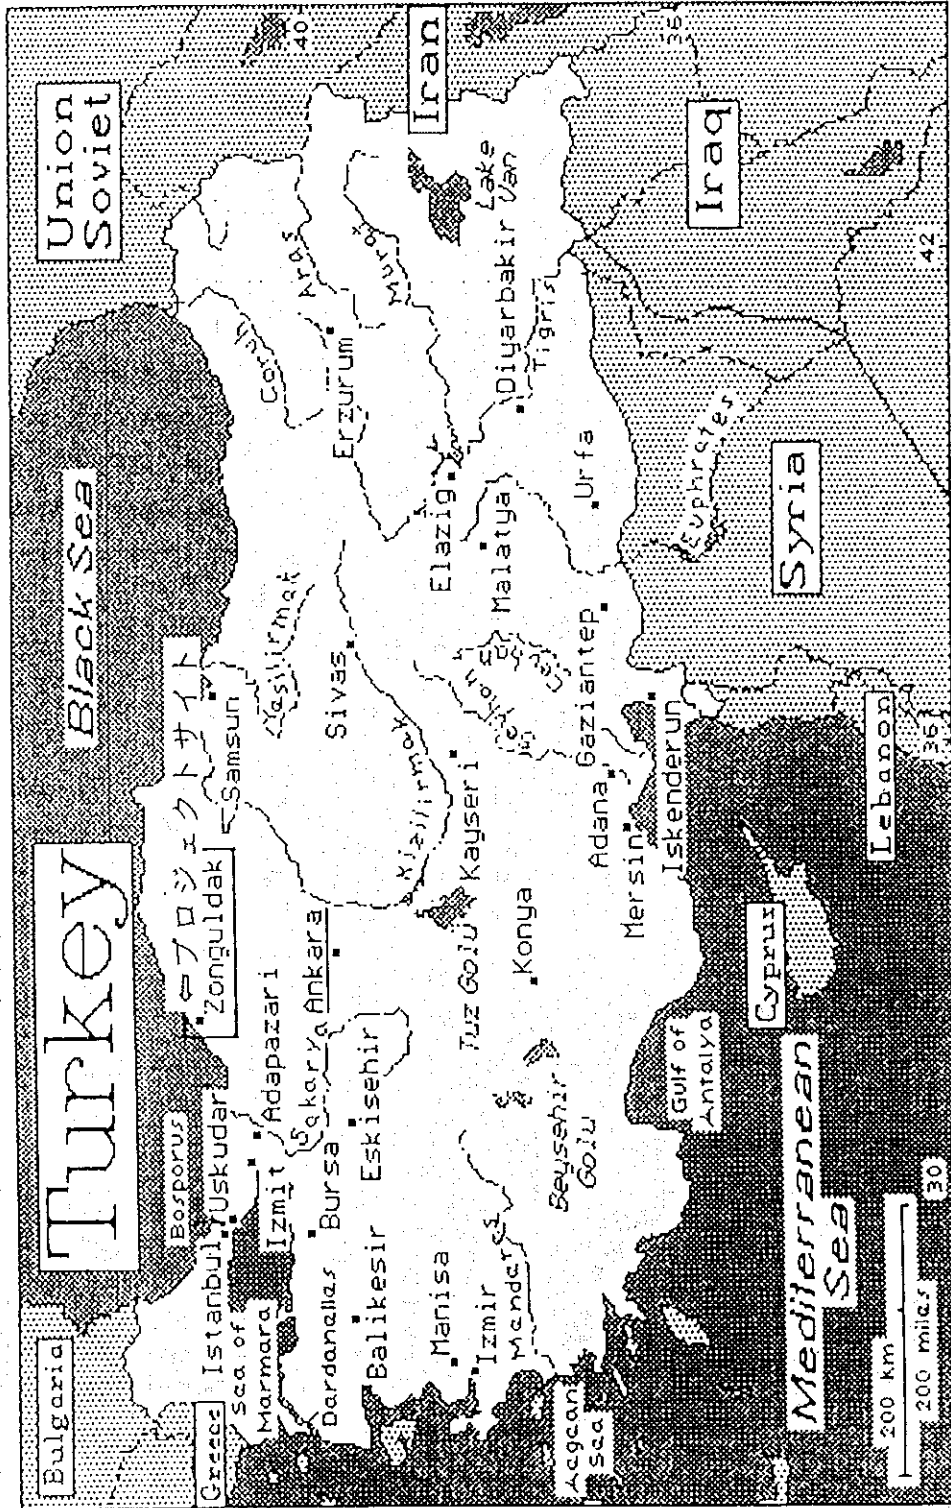 Turkey
Black Sea
Union
Soviet
Bulgaria
Bosporus
←プロジェクトサイト
Zonguldak
Samsun
Coruh
40
Greece
Istanbul
Uskudar
Sea of
Marmara
Izmit
Adapazari
Yesilirmak
Aras
Dardanelles
Bursa
Sakarya
Ankara
Sivas
Erzurum
Balikesir
Eskisehir
Kizilirmak
Murat
Iran
Manisa
Izmir
Tuz Golu
Kayseri
Elazig
Malatya
Diyarbakir
Lake
Van
Menderes
Konya
Beysehir
Golu
Seyhan
Ceyhan
Tigris
Aegean
Sea
Adana
Gaziantep
Urfa
Mersin
Iskenderun
Gulf of
Antalya
Euphrates
36
Iraq
Cyprus
Syria
Medilerranean
Sea
Lebanon
200 km
200 miles
30
36
42